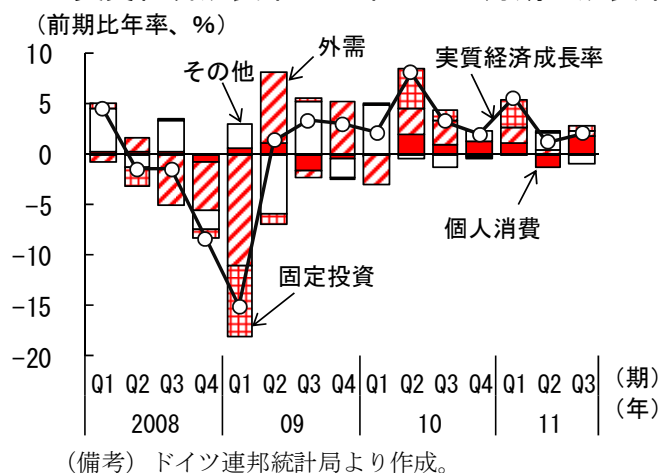 （前期比年率、%）
10
5
0
-5
-10
-15
-20
その他
外需
実質経済成長率
個人消費
固定投資
Q1 Q2 Q3 Q4 Q1 Q2 Q3 Q4 Q1 Q2 Q3 Q4 Q1 Q2 Q3 （期）
2008 09 10 11 （年）
（備考）ドイツ連邦統計局より作成。